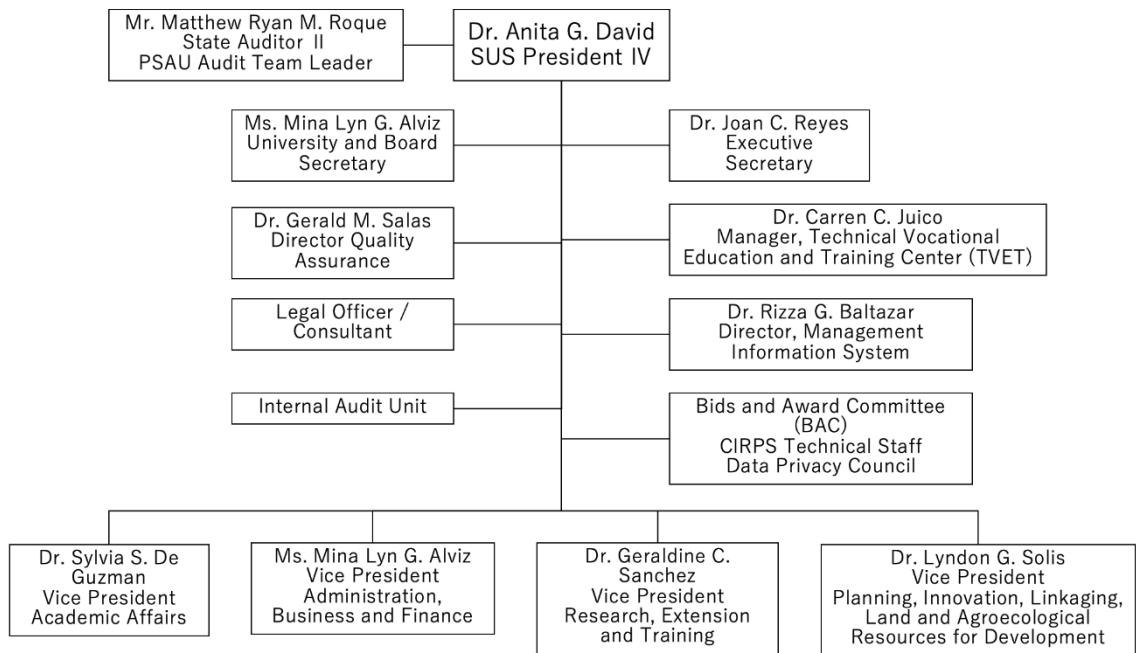 Mr. Matthew Ryan M. Roque
State Auditor II
PSAU Audit Team Leader
Dr. Anita G. David
SUS President IV
Ms. Mina Lyn G. Alviz
University and Board
Secretary
Dr. Joan C. Reyes
Executive
Secretary
Dr. Gerald M. Salas
Director Quality
Assurance
Dr. Carren C. Juico
Manager, Technical Vocational
Education and Training Center (TVET)
Legal Officer /
Consultant
Dr. Rizza G. Baltazar
Director, Management
Information System
Internal Audit Unit
Bids and Award Committee
(BAC)
CIRPS Technical Staff
Data Privacy Council
Dr. Sylvia S. De
Guzman
Vice President
Academic Affairs
Ms. Mina Lyn G. Alviz
Vice President
Administration,
Business and Finance
Dr. Geraldine C.
Sanchez
Vice President
Research, Extension
and Training
Dr. Lyndon G. Solis
Vice President
Planning, Innovation, Linkaging,
Land and Agroecological
Resources for Development